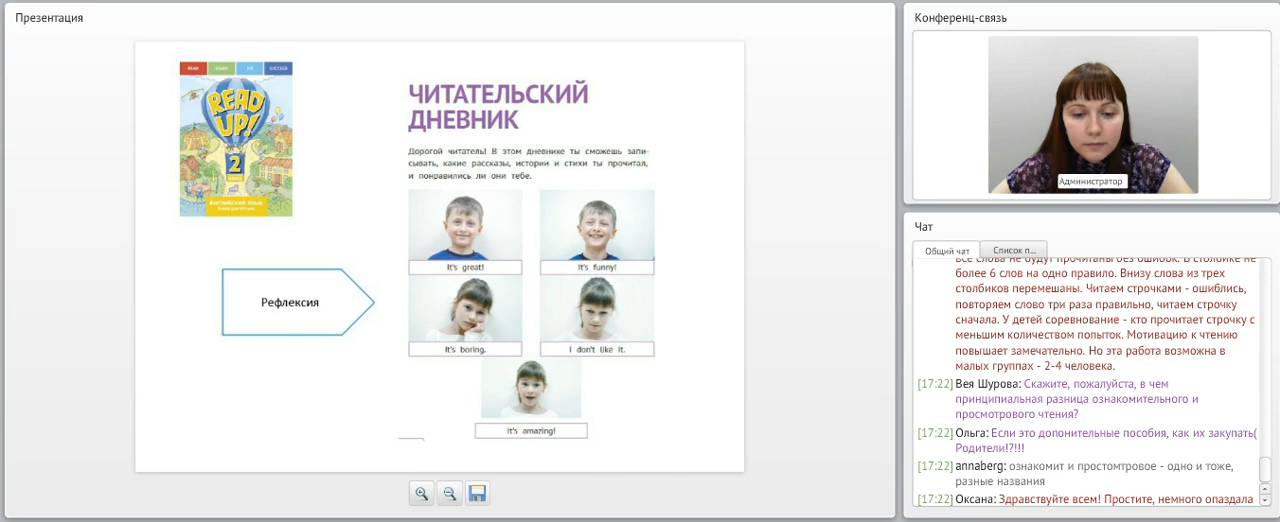 Презентация
READ
UP!
2
Английский язык
ЧИТАТЕЛЬСКИЙ
ДНЕВНИК
Дорогой читатель! В этом дневнике ты сможешь запи-
сывать, какие рассказы, истории и стихи ты прочитал,
и понравились ли они тебе.
It's great!
It's funny!
It's boring.
I don't like it.
It's amazing!
Рефлексия
Конференц-связь
Администратор
Чат
Общий чат
Список п...
все слова не будут прочитаны без ошибок. В столбике не
более 6 слов на одно правило. Внизу слова из трех
столбиков перемешаны. Читаем строчками - ошиблись,
повторяем слово три раза правильно, читаем строчку
сначала. У детей соревнование - кто прочитает строчку с
меньшим количеством попыток. Мотивацию к чтению
повышает замечательно. Но эта работа возможна в
малых группах - 2-4 человека.
[17:22] Вея Шурова: Скажите, пожалуйста, в чем
принципиальная разница ознакомительного и
просмотрового чтения?
[17:22] Ольга: Если это допонительные пособия, как их закупать(
Родители!?!!!
[17:22] annaberg: ознакомит и простомтровое - одно и тоже,
разные названия
[17:22] Оксана: Здравствуйте всем! Простите, немного опаздала